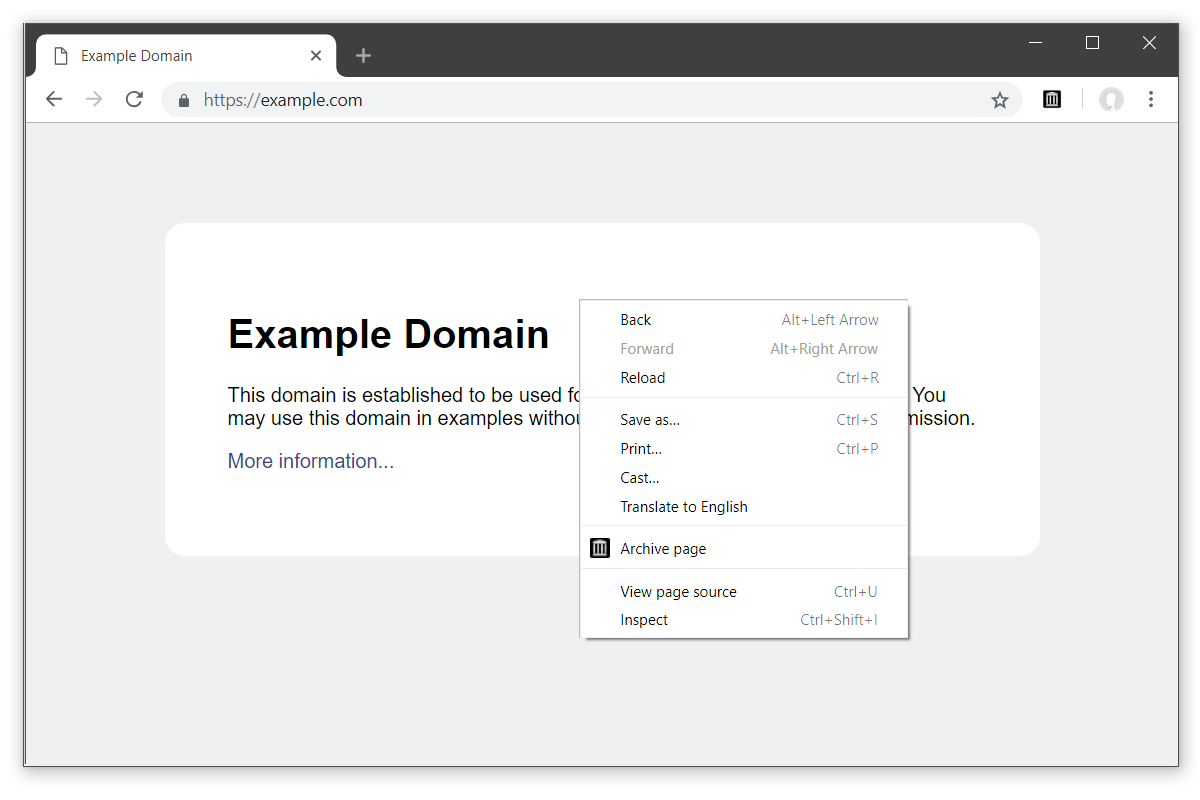 Example Domain
https://example.com
Example Domain
This domain is established to be used fo
You
may use this domain in examples withou
mission.
More information...
Back Alt+Left Arrow
Forward Alt+Right Arrow
Reload Ctrl+R
Save as... Ctrl+S
Print... Ctrl+P
Cast...
Translate to English
Archive page
View page source Ctrl+U
Inspect Ctrl+Shift+I